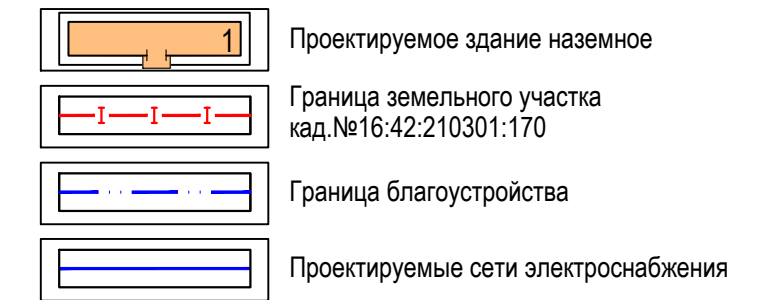 1 Проектируемое здание наземное
I I I Граница земельного участка
кад.№16:42:210301:170
Граница благоустройства
Проектируемые сети электроснабжения